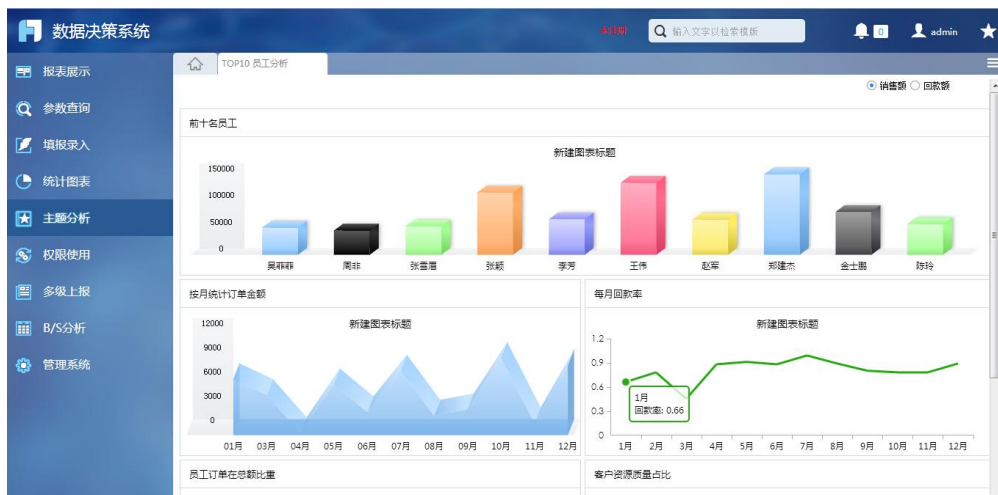 数据决策系统
未注册
输入文字以检索模版
0
admin
报表展示
参数查询
填报录入
统计图表
主题分析
权限使用
多级上报
B/S分析
管理系统
TOP10 员工分析
销售额 回款额
前十名员工
新建图表标题
150000
100000
50000
0
吴菲菲 周非 张雪眉 张颖 李芳 王伟 赵军 郑建杰 金士鹏 陈玲
按月统计订单金额
新建图表标题
12000
9000
6000
3000
0
01月 03月 04月 05月 06月 07月 08月 09月 10月 11月 12月
每月回款率
新建图表标题
1.2
0.9
0.6
0.3
0
1月
回款率: 0.66
1月 2月 3月 4月 5月 6月 7月 8月 9月 10月 11月 12月
员工订单在总额比重
客户资源质量占比